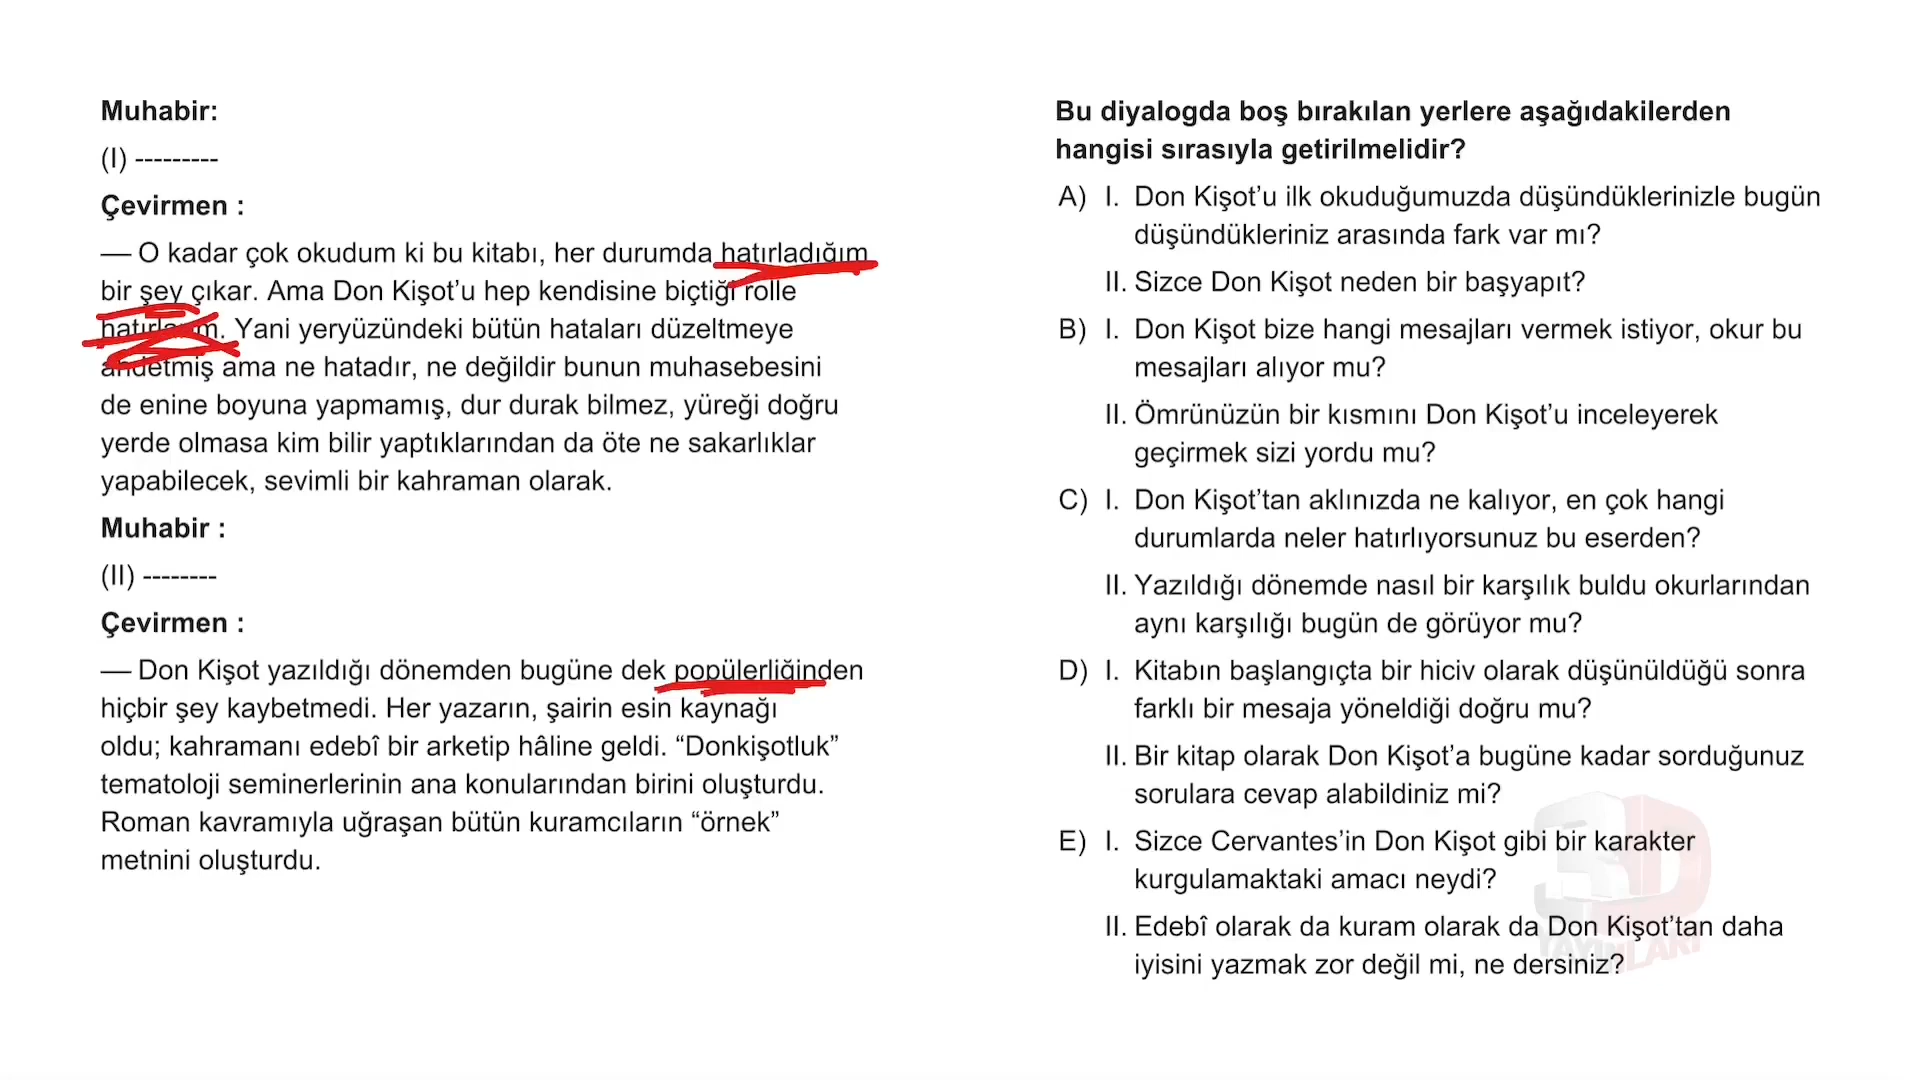 Muhabir:
(I) ---------
Çevirmen :
— O kadar çok okudum ki bu kitabı, her durumda hatırladığım
bir şey çıkar. Ama Don Kişot’u hep kendisine biçtiği rolle
hatırlarım. Yani yeryüzündeki bütün hataları düzeltmeye
andetmiş ama ne hatadır, ne değildir bunun muhasebesini
de enine boyuna yapmamış, dur durak bilmez, yüreği doğru
yerde olmasa kim bilir yaptıklarından da öte ne sakarlıklar
yapabilecek, sevimli bir kahraman olarak.
Muhabir :
(II) --------
Çevirmen :
— Don Kişot yazıldığı dönemden bugüne dek popülerliğinden
hiçbir şey kaybetmedi. Her yazarın, şairin esin kaynağı
oldu; kahramanı edebî bir arketip hâline geldi. “Donkişotluk”
tematoloji seminerlerinin ana konularından birini oluşturdu.
Roman kavramıyla uğraşan bütün kuramcıların “örnek”
metnini oluşturdu.
Bu diyalogda boş bırakılan yerlere aşağıdakilerden
hangisi sırasıyla getirilmelidir?
A) I. Don Kişot’u ilk okuduğumuzda düşündüklerinizle bugün
düşündükleriniz arasında fark var mı?
II. Sizce Don Kişot neden bir başyapıt?
B) I. Don Kişot bize hangi mesajları vermek istiyor, okur bu
mesajları alıyor mu?
II. Ömrünüzün bir kısmını Don Kişot’u inceleyerek
geçirmek sizi yordu mu?
C) I. Don Kişot’tan aklınızda ne kalıyor, en çok hangi
durumlarda neler hatırlıyorsunuz bu eserden?
II. Yazıldığı dönemde nasıl bir karşılık buldu okurlarından
aynı karşılığı bugün de görüyor mu?
D) I. Kitabın başlangıçta bir hiciv olarak düşünüldüğü sonra
farklı bir mesaja yöneldiği doğru mu?
II. Bir kitap olarak Don Kişot’a bugüne kadar sorduğunuz
sorulara cevap alabildiniz mi?
E) I. Sizce Cervantes’in Don Kişot gibi bir karakter
kurgulamaktaki amacı neydi?
II. Edebî olarak da kuram olarak da Don Kişot’tan daha
iyisini yazmak zor değil mi, ne dersiniz?
3D
YAYINLARI